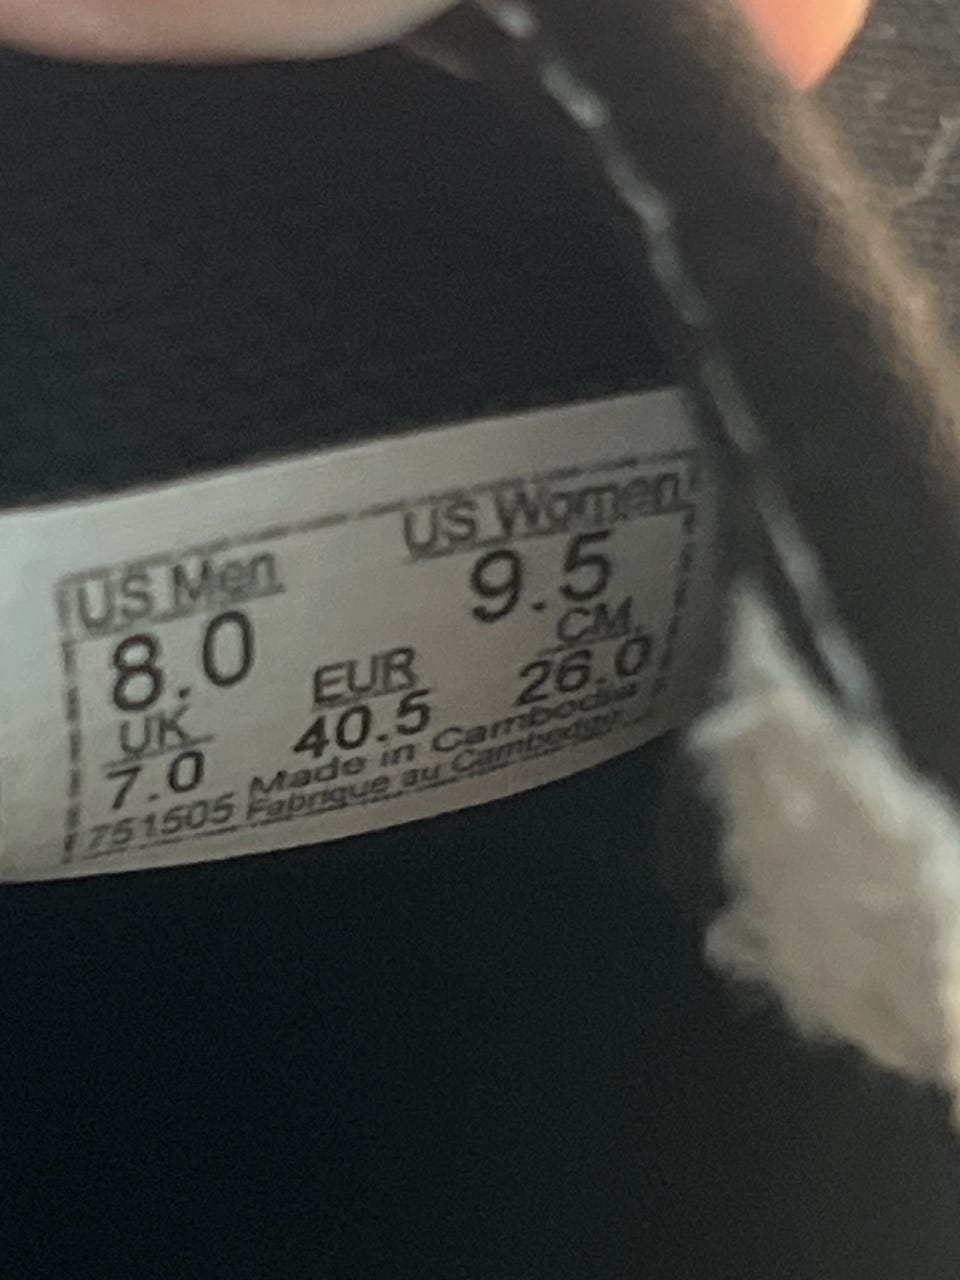 US Men US Women
8.0 9.5
UK EUR CM
7.0 40.5 26.0
Made in Cambodia
751505 Fabrique au Cambodge